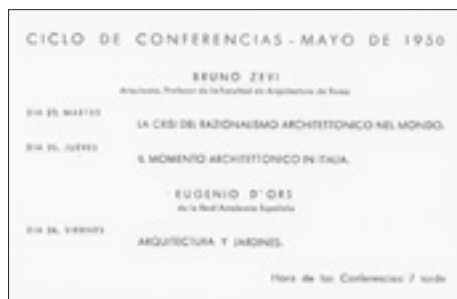 CICLO DE CONFERENCIAS - MAYO DE 1950
BRUNO ZEVI
Arquitecto, Profesor de la Facultad de Arquitectura de Roma
DIA 23, MARTES
LA CRISI DEL RAZIONALISMO ARCHITETTONICO NEL MONDO.
DIA 25, JUEVES
IL MOMENTO ARCHITETTONICO IN ITALIA.
EUGENIO D'ORS
de la Real Academia Española
DIA 26, VIERNES
ARQUITECTURA Y JARDINES.
Hora de las Conferencias 7 tarde